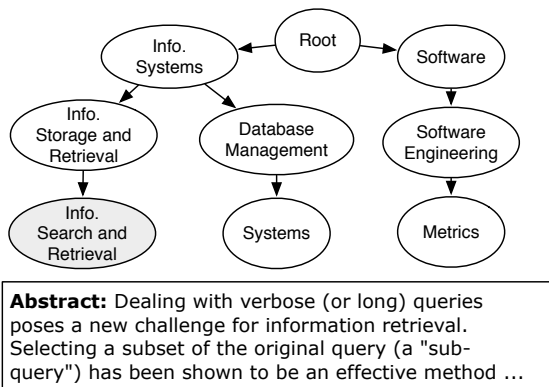 Root
Info.
Systems
Software
Info.
Storage and
Retrieval
Database
Management
Software
Engineering
Info.
Search and
Retrieval
Systems
Metrics
Abstract: Dealing with verbose (or long) queries
poses a new challenge for information retrieval.
Selecting a subset of the original query (a "sub-
query") has been shown to be an effective method ...